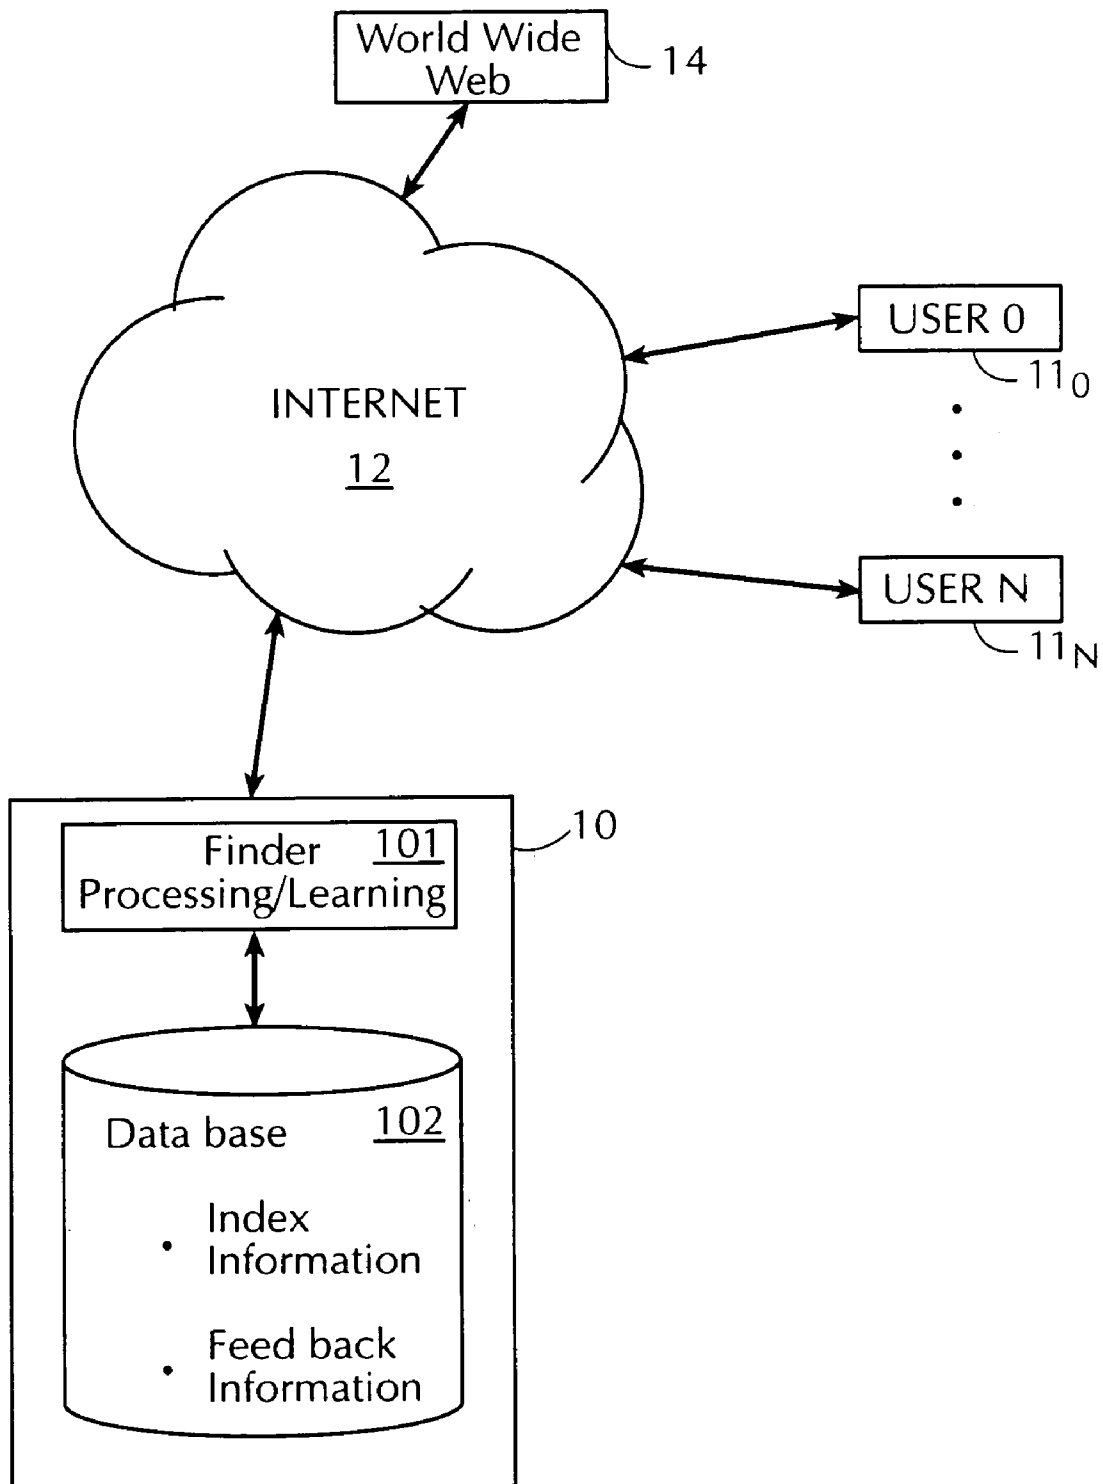 World Wide
Web
14
USER 0
11₀
INTERNET
12
USER N
11_N
10
Finder 101
Processing/Learning
Data base 102
• Index
Information
• Feed back
Information